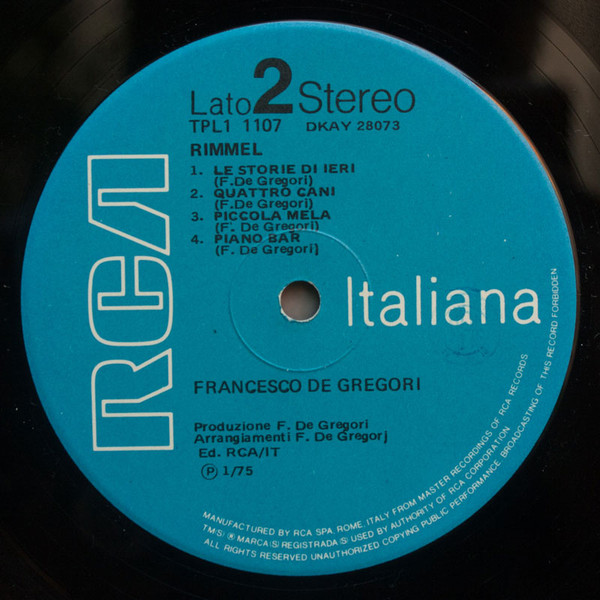 Lato 2 Stereo
TPL1 1107 DKAY 28073
RIMMEL
1. LE STORIE DI IERI
(F. De Gregori)
2. QUATTRO CANI
(F. De Gregori)
3. PICCOLA MELA
(F. De Gregori)
4. PIANO BAR
(F. De Gregori)
RCA
Italiana
FRANCESCO DE GREGORI
Produzione F. De Gregori
Arrangiamenti F. De Gregorj
Ed. RCA/IT
Ⓟ 1/75
MANUFACTURED BY RCA SPA, ROME, ITALY, FROM MASTER RECORDINGS OF RCA RECORDS
TM(S) ® MARCA(S) REGISTRADA(S) USED BY AUTHORITY OF RCA CORPORATION
ALL RIGHTS RESERVED UNAUTHORIZED COPYING PUBLIC PERFORMANCE BROADCASTING OF THIS RECORD FORBIDDEN